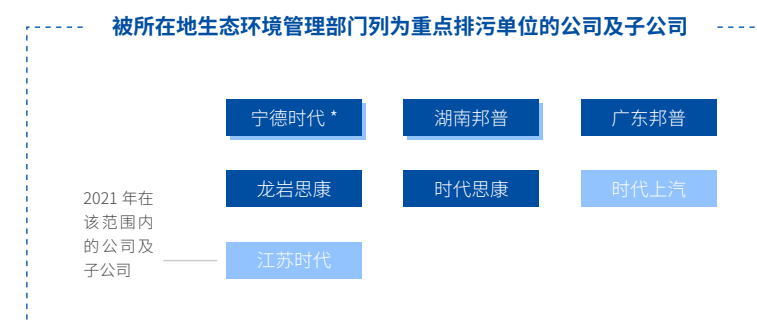 被所在地生态环境管理部门列为重点排污单位的公司及子公司
宁德时代 *
湖南邦普
广东邦普
龙岩思康
时代思康
时代上汽
江苏时代
2021 年在
该范围内
的公司及
子公司